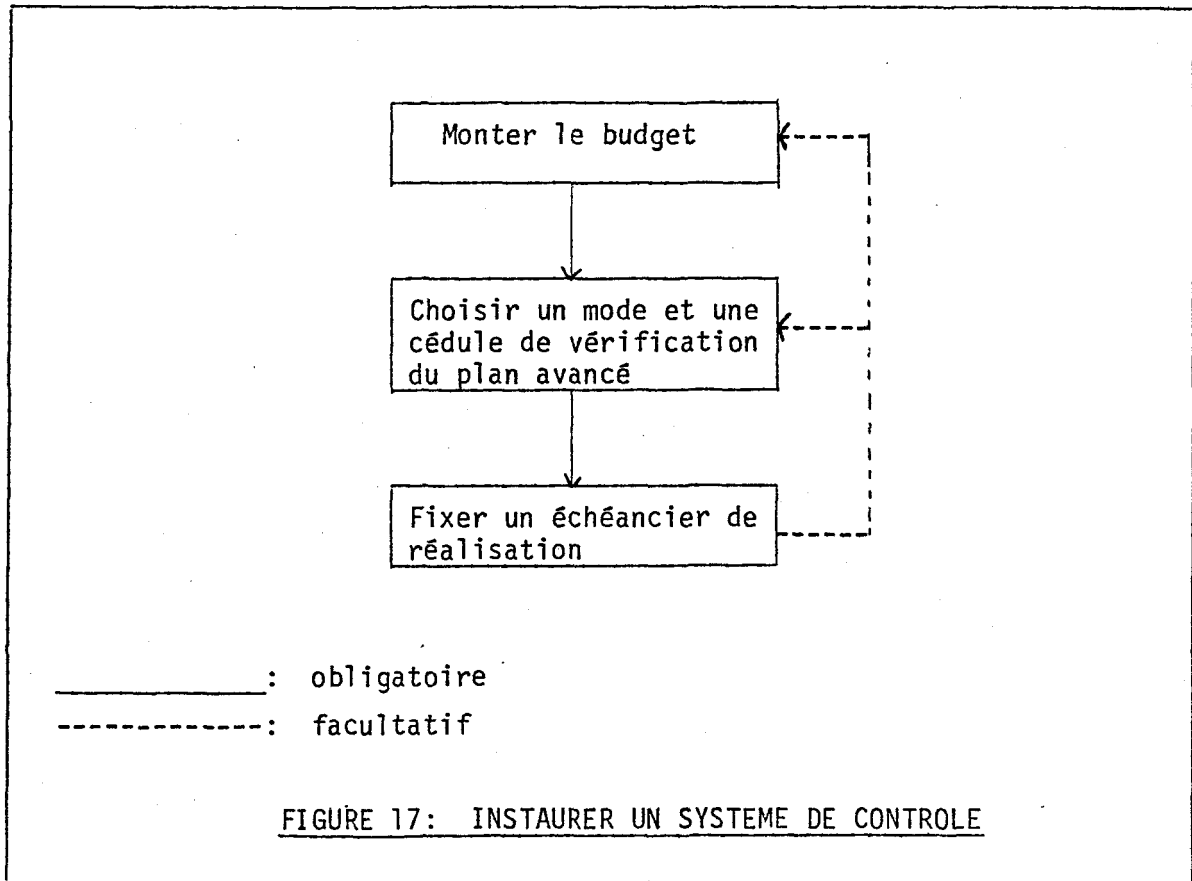 Monter le budget
Choisir un mode et une
cédule de vérification
du plan avancé
Fixer un échéancier de
réalisation
: obligatoire
: facultatif
FIGURE 17: INSTAURER UN SYSTEME DE CONTROLE